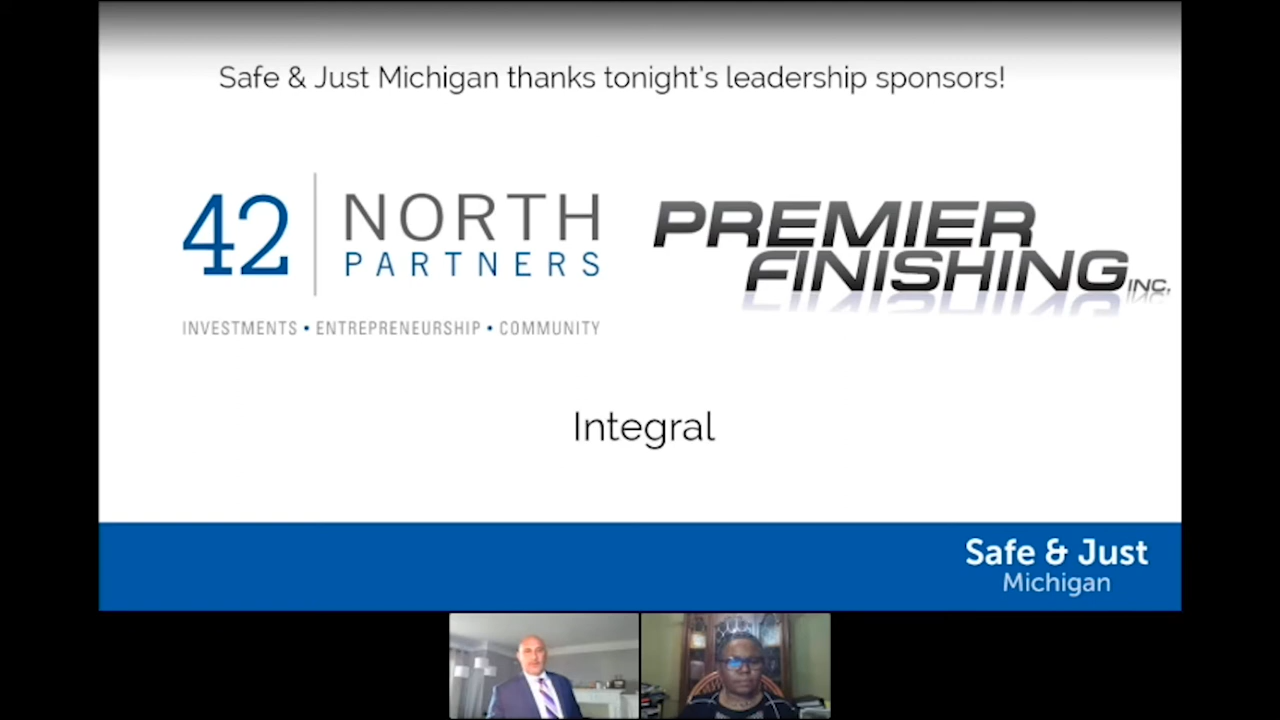 Safe & Just Michigan thanks tonight's leadership sponsors!
42 NORTH
PARTNERS
INVESTMENTS • ENTREPRENEURSHIP • COMMUNITY
PREMIER
FINISHING INC.
Integral
Safe & Just
Michigan